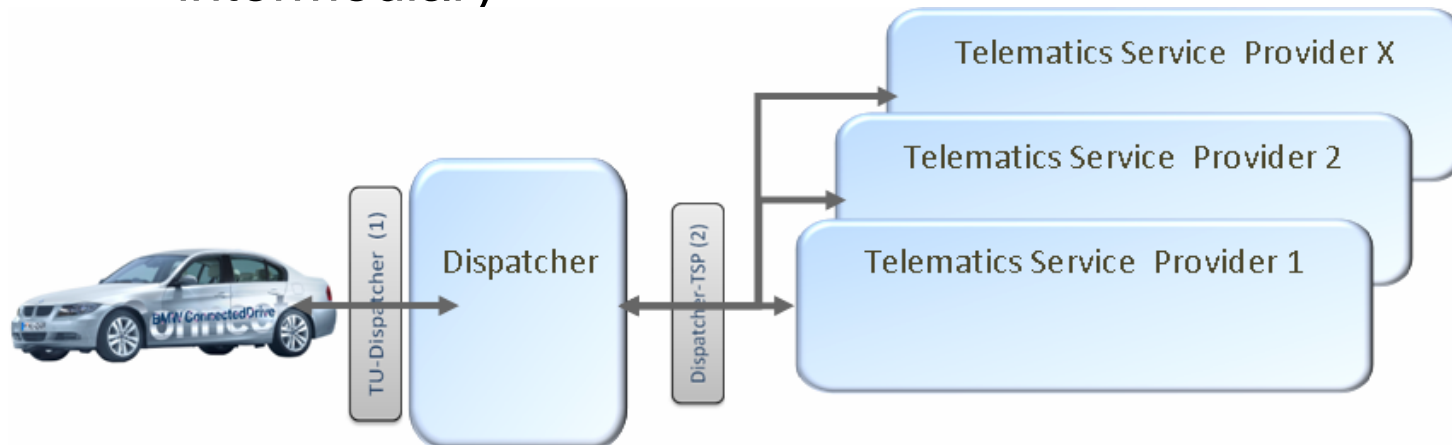 Intermediary
Telematics Service Provider X
Telematics Service Provider 2
Telematics Service Provider 1
TU-Dispatcher (1)
Dispatcher
Dispatcher-TSP (2)
BMW ConnectedDrive